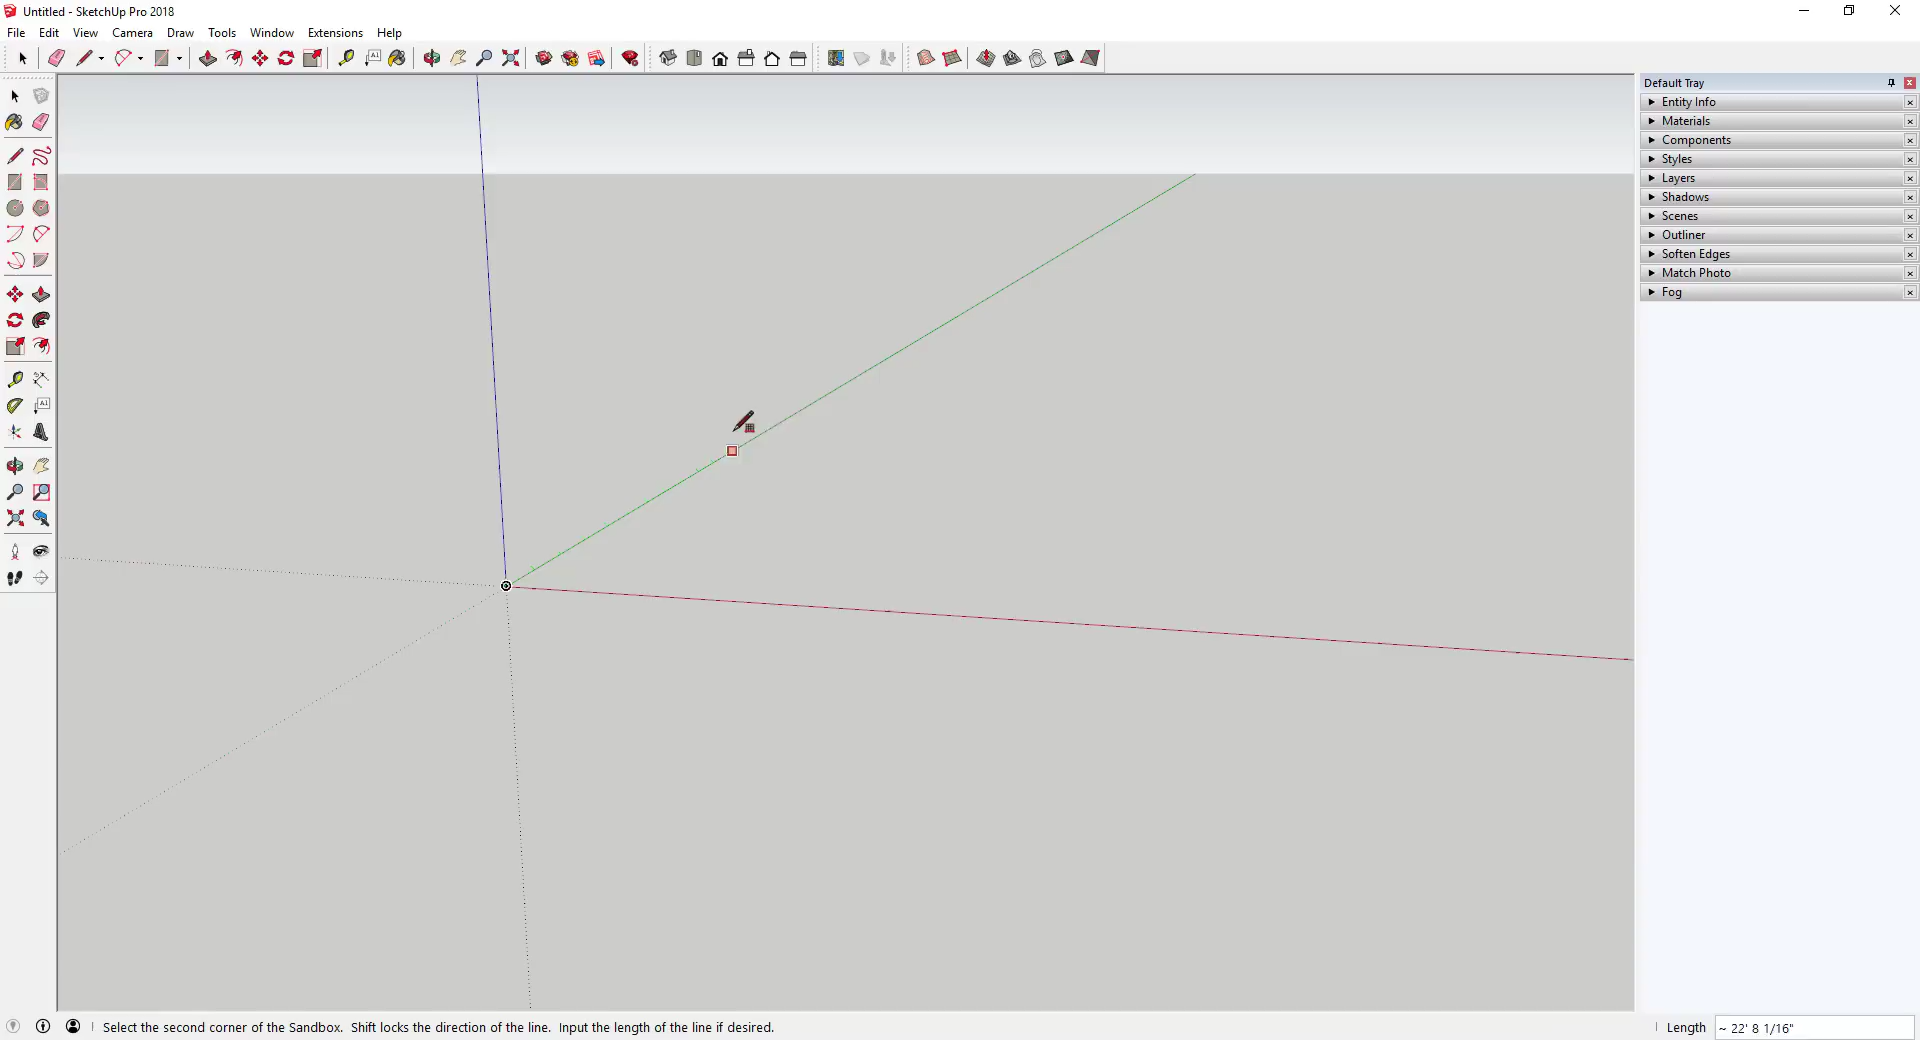 Untitled - SketchUp Pro 2018
File Edit View Camera Draw Tools Window Extensions Help
A1
Default Tray
Entity Info
Materials
Components
Styles
Layers
Shadows
Scenes
Outliner
Soften Edges
Match Photo
Fog
A1
Select the second corner of the Sandbox. Shift locks the direction of the line. Input the length of the line if desired.
Length ~ 22' 8 1/16"